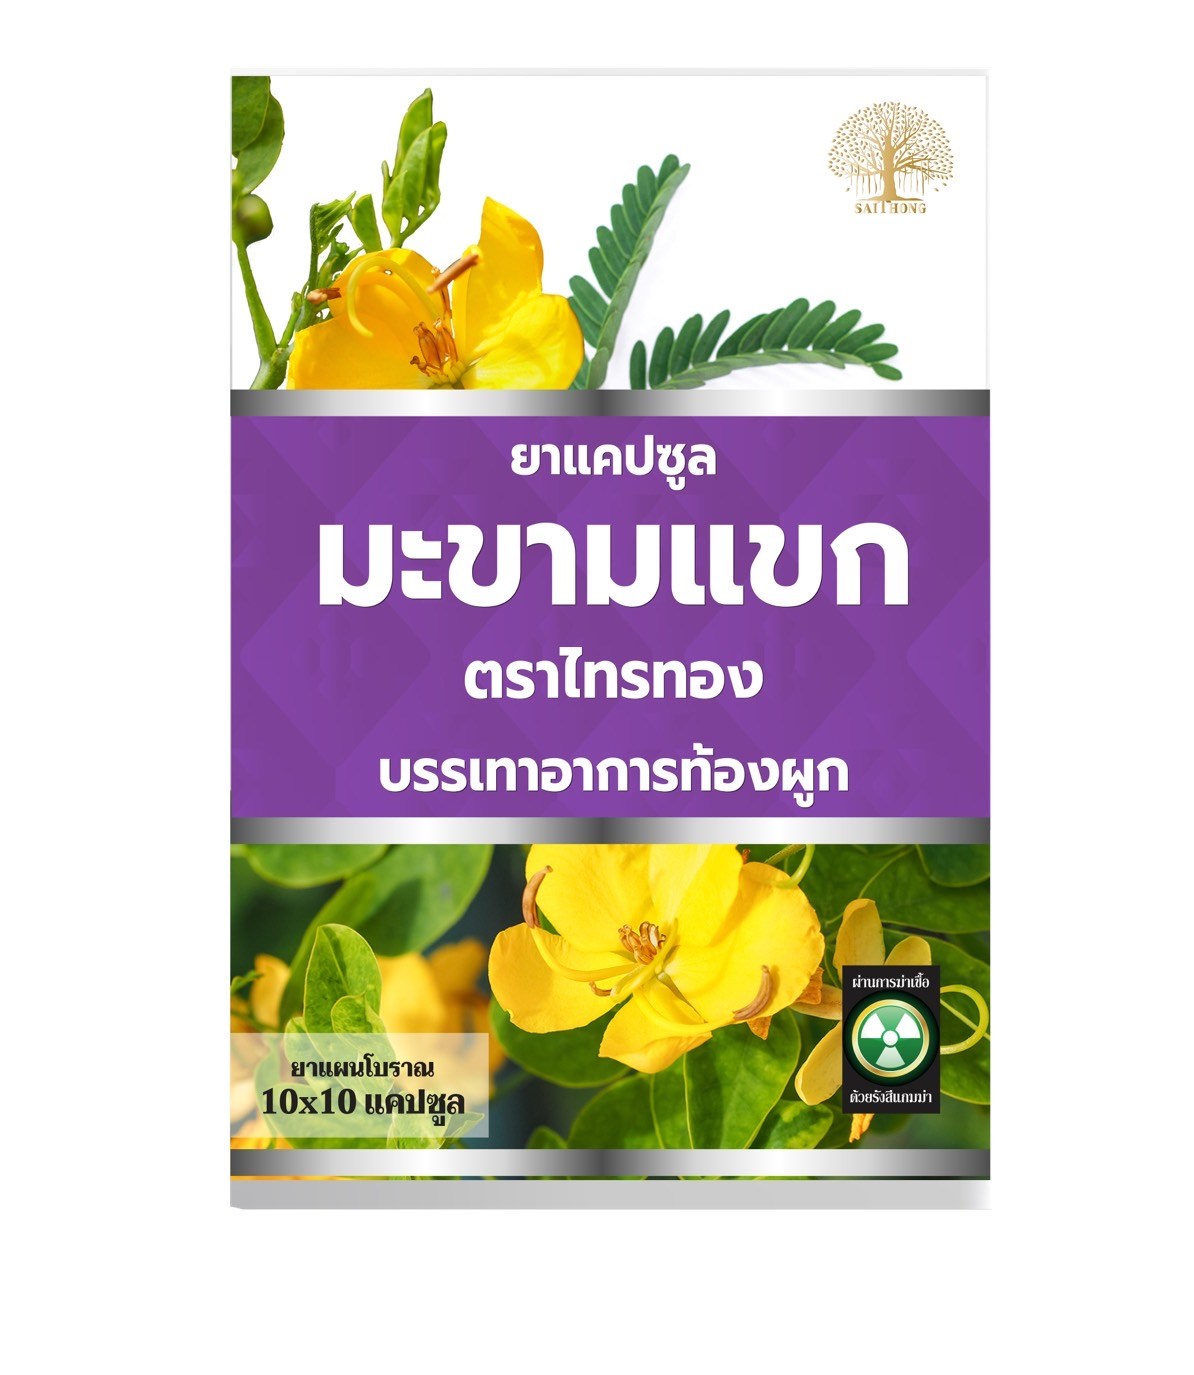 SAITHONG
ยาแคปซูล
มะขามแขก
ตราไทรทอง
บรรเทาอาการท้องผูก
ผ่านการฆ่าเชื้อ
ด้วยรังสีแกมม่า
ยาแผนโบราณ
10x10 แคปซูล